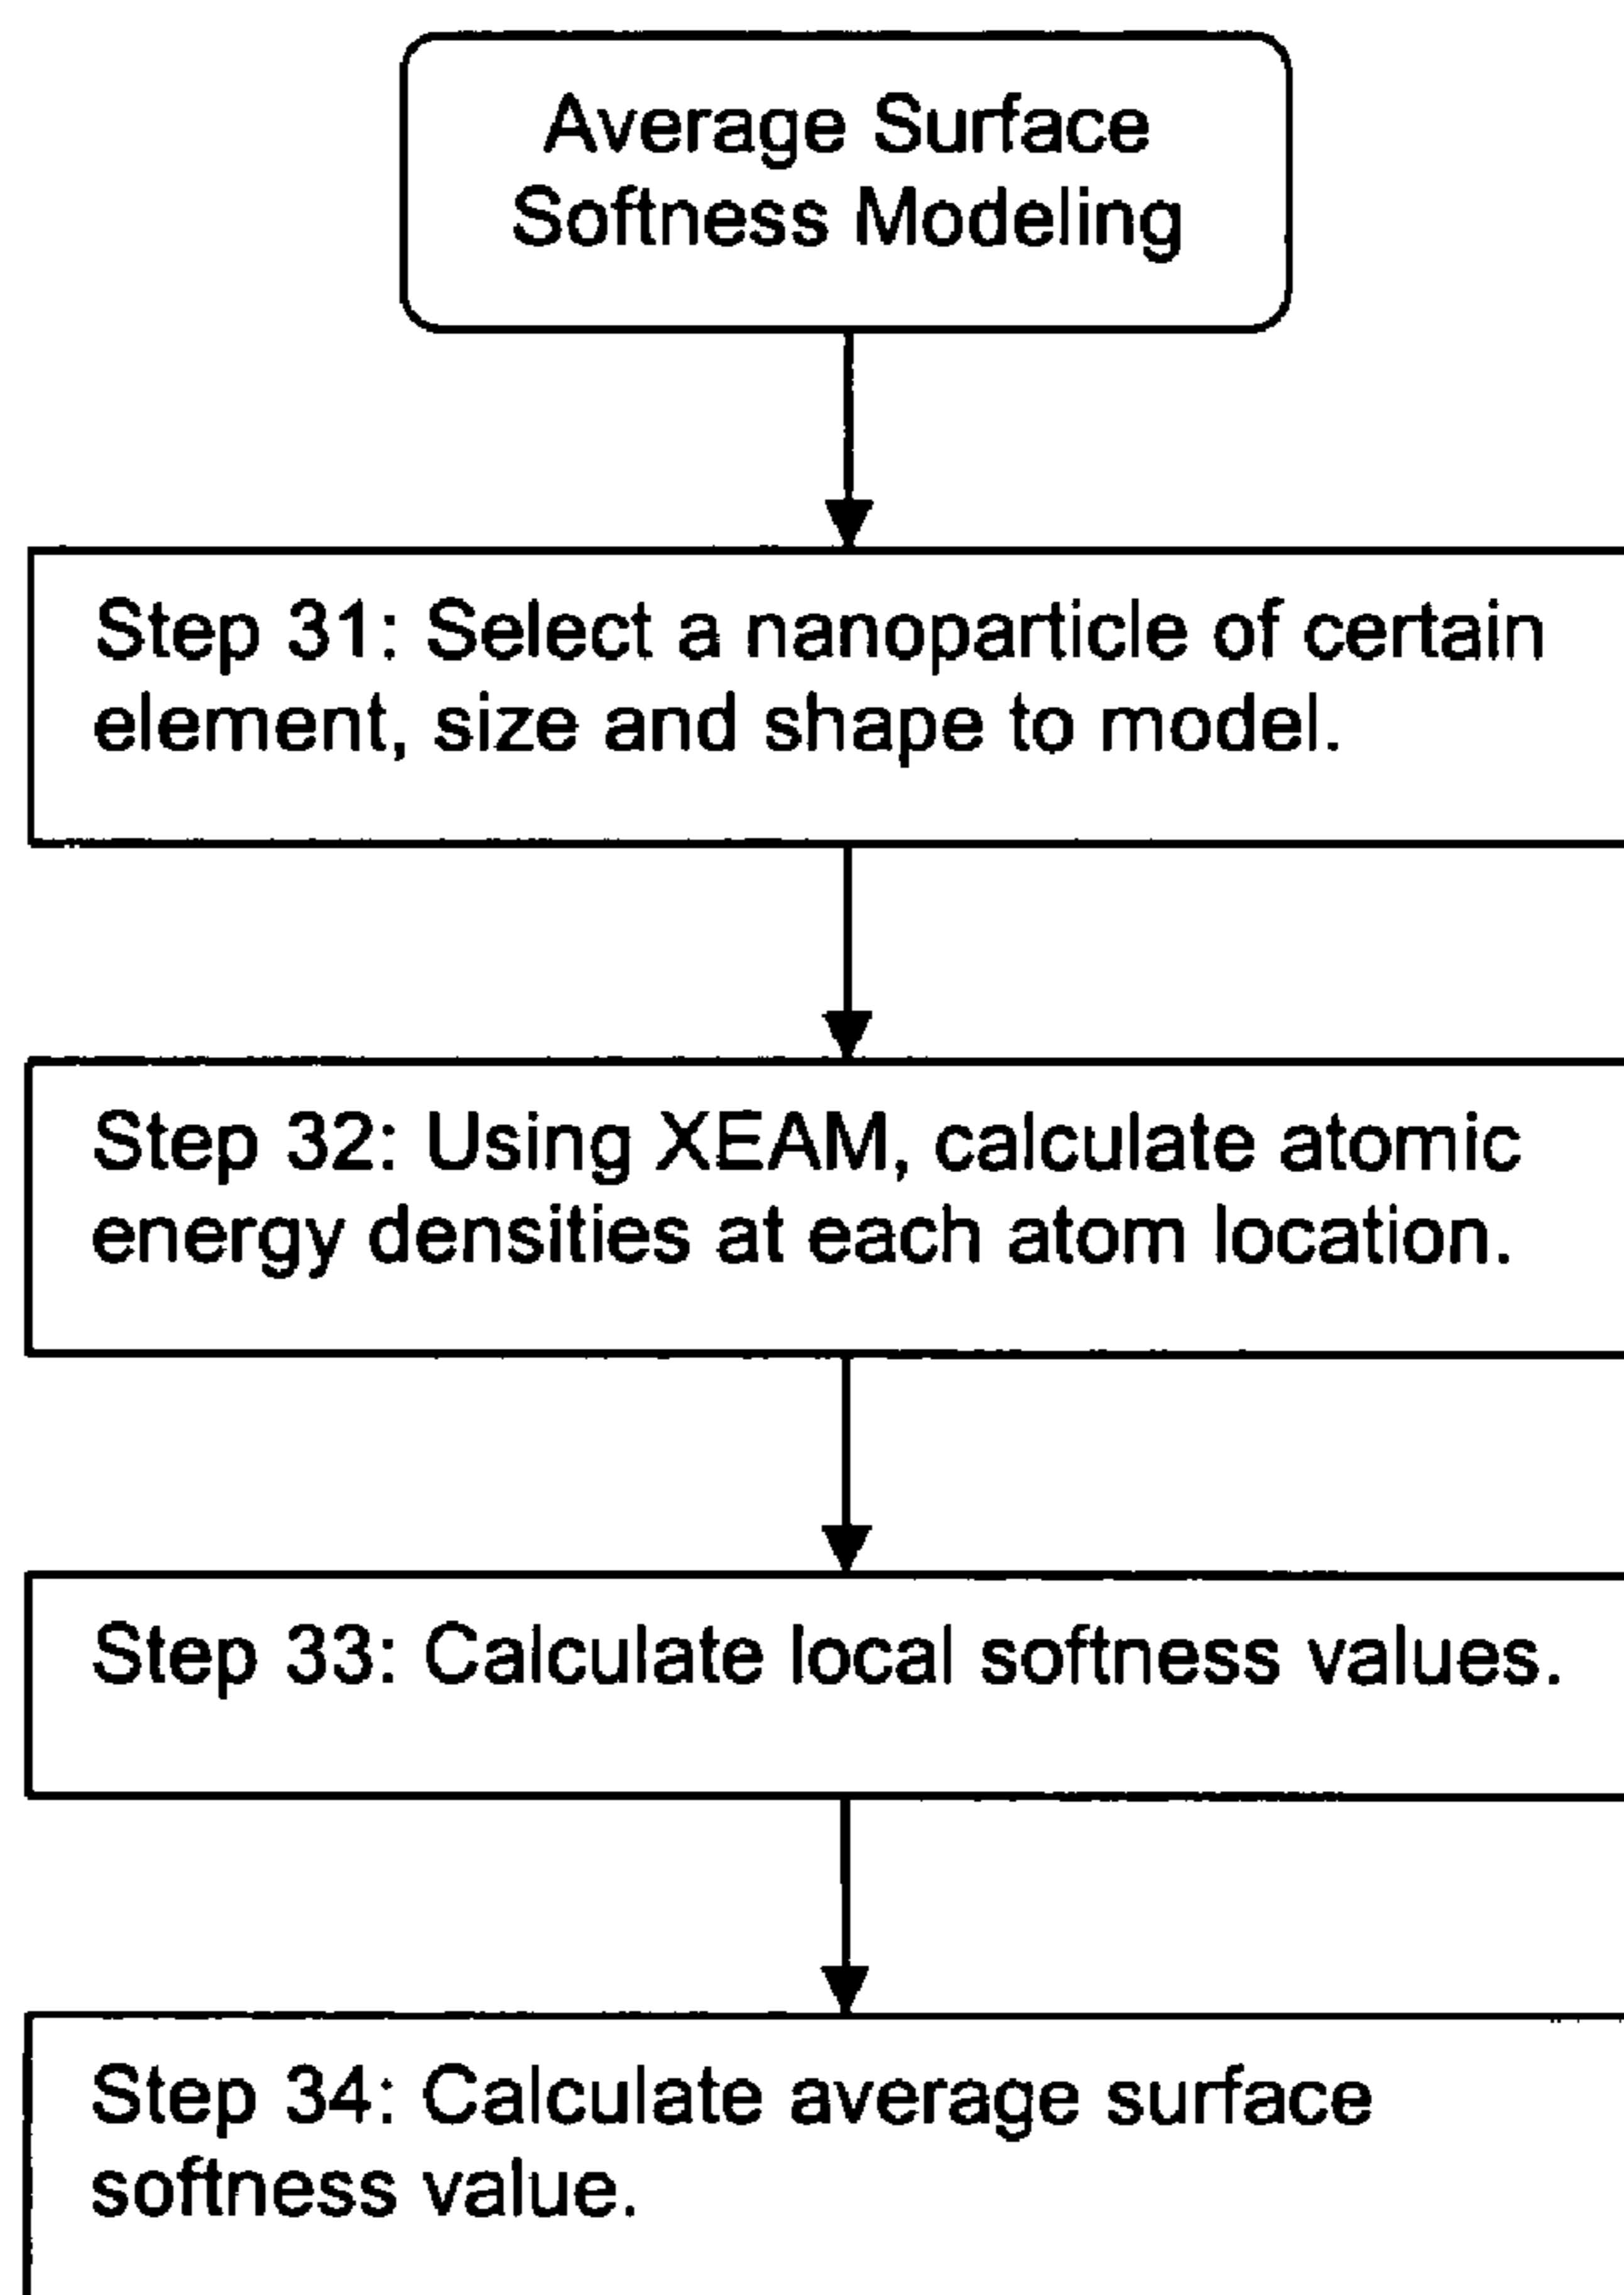 Average Surface
Softness Modeling
Step 31: Select a nanoparticle of certain
element, size and shape to model.
Step 32: Using XEAM, calculate atomic
energy densities at each atom location.
Step 33: Calculate local softness values.
Step 34: Calculate average surface
softness value.